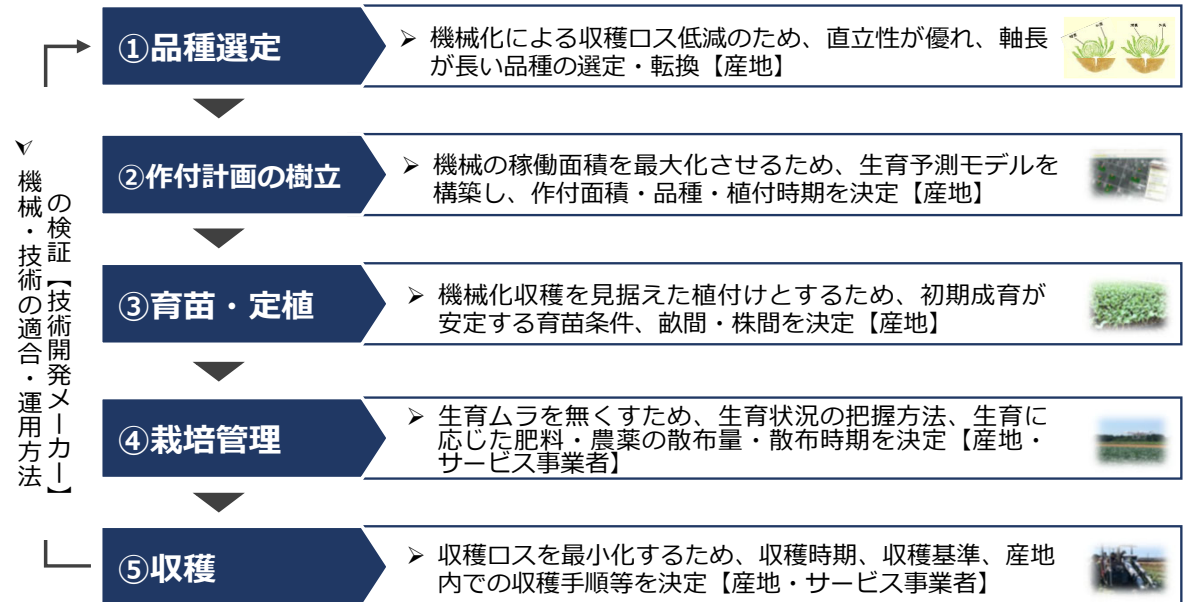 ①品種選定
➢ 機械化による収穫ロス低減のため、直立性が優れ、軸長
が長い品種の選定・転換【産地】
②作付計画の樹立
➢ 機械の稼働面積を最大化させるため、生育予測モデルを
構築し、作付面積・品種・植付時期を決定【産地】
③育苗・定植
➢ 機械化収穫を見据えた植付けとするため、初期成育が
安定する育苗条件、畝間・株間を決定【産地】
④栽培管理
➢ 生育ムラを無くすため、生育状況の把握方法、生育に
応じた肥料・農薬の散布量・散布時期を決定【産地・
サービス事業者】
⑤収穫
➢ 収穫ロスを最小化するため、収穫時期、収穫基準、産地
内での収穫手順等を決定【産地・サービス事業者】
➢ 機械・技術の適合・運用方法
の検証【技術開発メーカー】